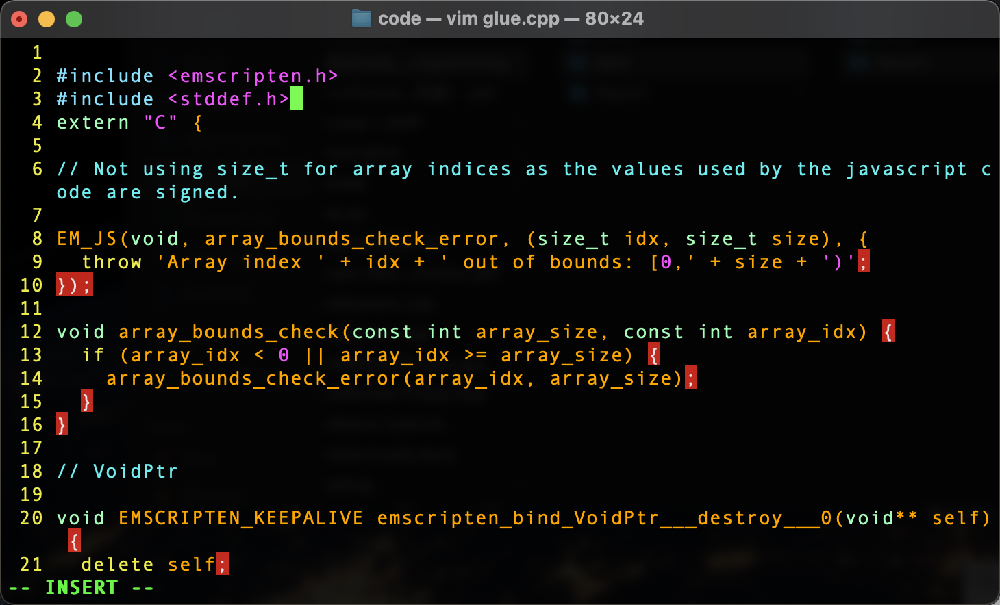 code — vim glue.cpp — 80×24
1
2 #include <emscripten.h>
3 #include <stddef.h>
4 extern "C" {
5
6 // Not using size_t for array indices as the values used by the javascript c
ode are signed.
7
8 EM_JS(void, array_bounds_check_error, (size_t idx, size_t size), {
9   throw 'Array index ' + idx + ' out of bounds: [0,' + size + ')';
10 });
11
12 void array_bounds_check(const int array_size, const int array_idx) {
13   if (array_idx < 0 || array_idx >= array_size) {
14     array_bounds_check_error(array_idx, array_size);
15   }
16 }
17
18 // VoidPtr
19
20 void EMSCRIPTEN_KEEPALIVE emscripten_bind_VoidPtr___destroy___0(void** self)
 {
21   delete self;
-- INSERT --